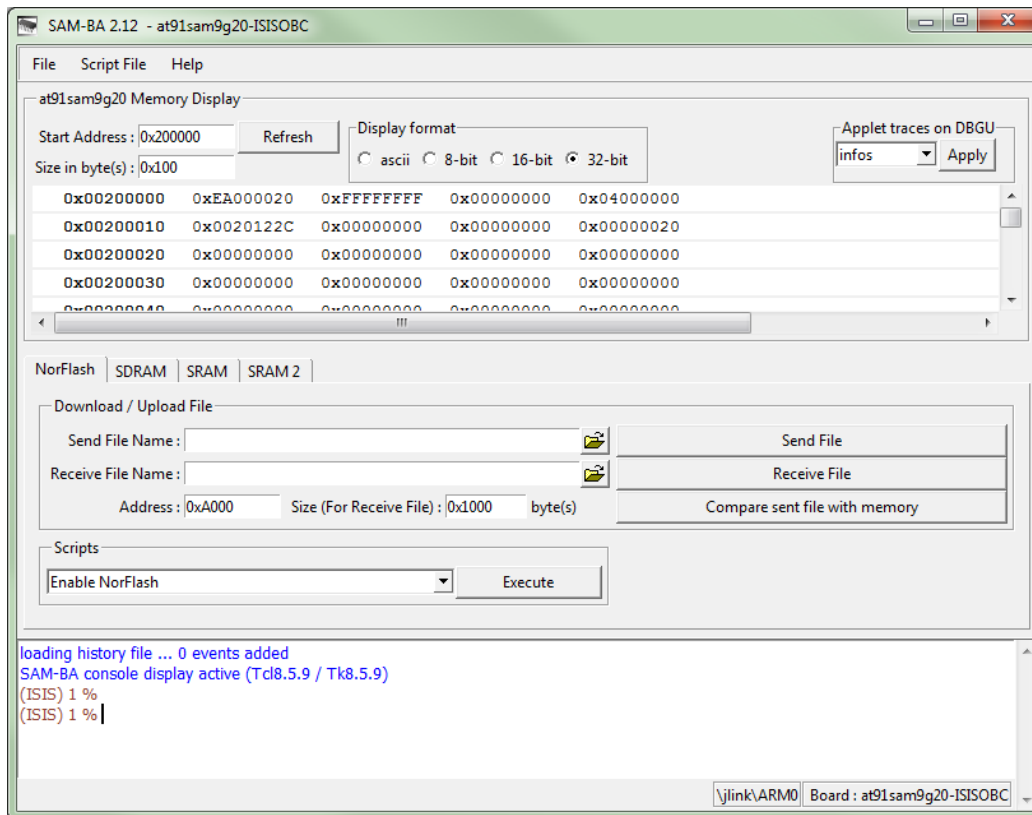 SAM-BA 2.12 - at91sam9g20-ISISOBC
File Script File Help
at91sam9g20 Memory Display
Start Address : 0x200000 Refresh
Size in byte(s) : 0x100
Display format
ascii 8-bit 16-bit 32-bit
Applet traces on DBGU
infos Apply
0x00200000 0xEA000020 0xFFFFFFFF 0x00000000 0x04000000
0x00200010 0x0020122C 0x00000000 0x00000020
0x00200020 0x00000000 0x00000000 0x00000000 0x00000000
0x00200030 0x00000000 0x00000000 0x00000000 0x00000000
0x00200040 0x00000000 0x00000000 0x00000000 0x00000000
NorFlash SDRAM SRAM SRAM 2
Download / Upload File
Send File Name : Send File
Receive File Name : Receive File
Address : 0xA000 Size (For Receive File) : 0x1000 byte(s) Compare sent file with memory
Scripts
Enable NorFlash Execute
loading history file ... 0 events added
SAM-BA console display active (Tcl8.5.9 / Tk8.5.9)
(ISIS) 1 %
(ISIS) 1 %
\jlink\ARM0 Board : at91sam9g20-ISISOBC